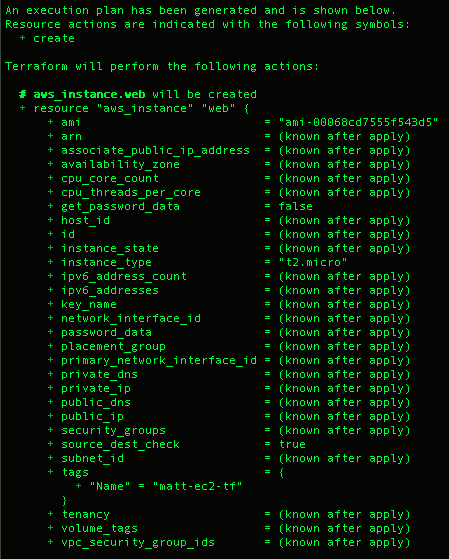 An execution plan has been generated and is shown below.
Resource actions are indicated with the following symbols:
  + create

Terraform will perform the following actions:

  # aws_instance.web will be created
  + resource "aws_instance" "web" {
      + ami                          = "ami-00068cd7555f543d5"
      + arn                          = (known after apply)
      + associate_public_ip_address  = (known after apply)
      + availability_zone            = (known after apply)
      + cpu_core_count               = (known after apply)
      + cpu_threads_per_core         = (known after apply)
      + get_password_data            = false
      + host_id                      = (known after apply)
      + id                           = (known after apply)
      + instance_state               = (known after apply)
      + instance_type                = "t2.micro"
      + ipv6_address_count           = (known after apply)
      + ipv6_addresses               = (known after apply)
      + key_name                     = (known after apply)
      + network_interface_id         = (known after apply)
      + password_data                = (known after apply)
      + placement_group              = (known after apply)
      + primary_network_interface_id = (known after apply)
      + private_dns                  = (known after apply)
      + private_ip                   = (known after apply)
      + public_dns                   = (known after apply)
      + public_ip                    = (known after apply)
      + security_groups              = (known after apply)
      + source_dest_check            = true
      + subnet_id                    = (known after apply)
      + tags                         = {
          + "Name" = "matt-ec2-tf"
        }
      + tenancy                      = (known after apply)
      + volume_tags                  = (known after apply)
      + vpc_security_group_ids       = (known after apply)